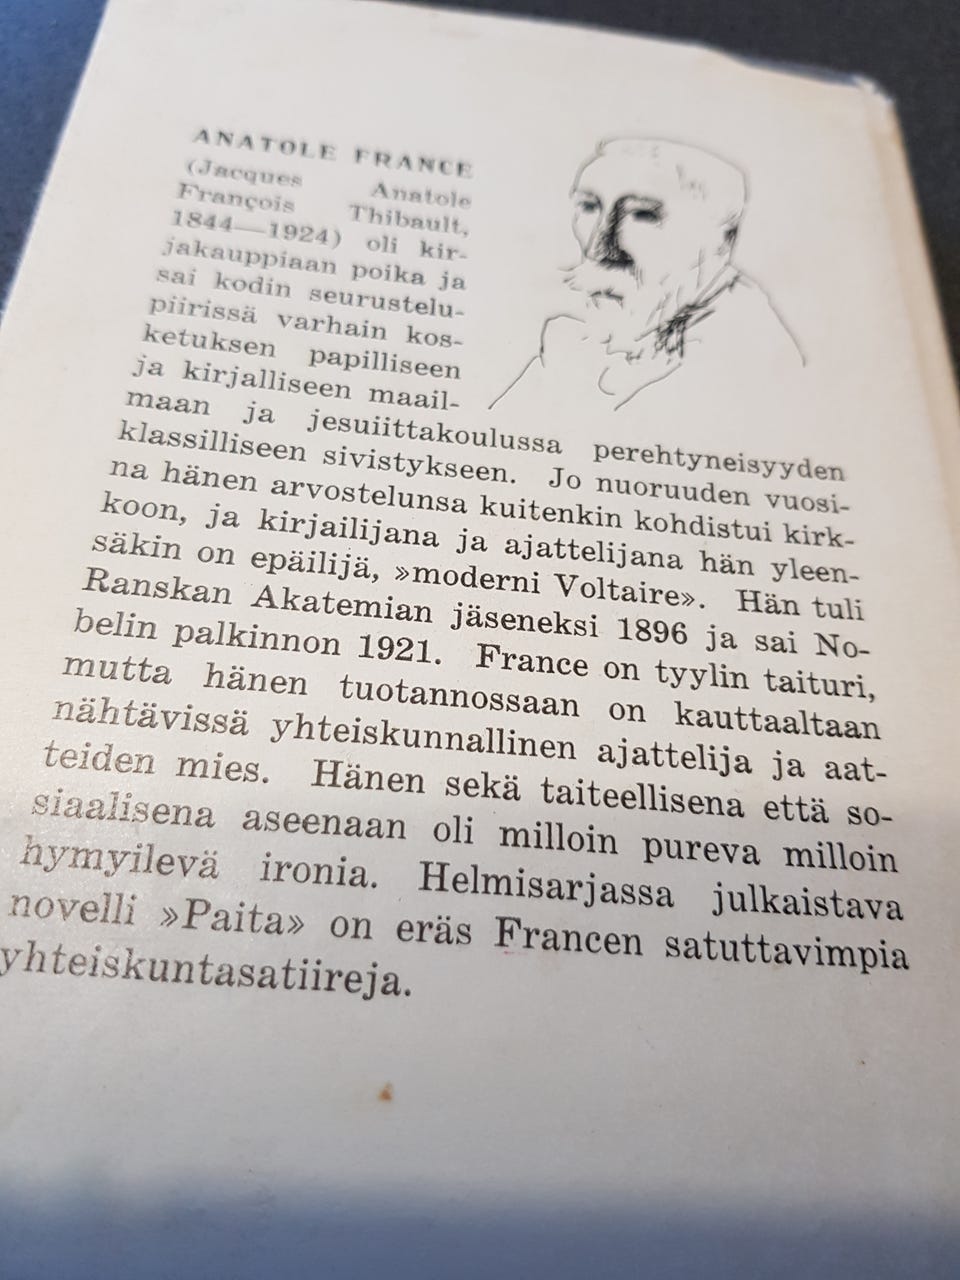 ANATOLE FRANCE
(Jacques Anatole
François Thibault,
1844—1924) oli kir-
jakauppiaan poika ja
sai kodin seurustelu-
piirissä varhain kos-
ketuksen papilliseen
ja kirjalliseen maail-
maan ja jesuiittakoulussa perehtyneisyyden
klassilliseen sivistykseen. Jo nuoruuden vuosi-
na hänen arvostelunsa kuitenkin kohdistui kirk-
koon, ja kirjailijana ja ajattelijana hän yleen-
säkin on epäilijä, »moderni Voltaire». Hän tuli
Ranskan Akatemian jäseneksi 1896 ja sai No-
belin palkinnon 1921. France on tyylin taituri,
mutta hänen tuotannossaan on kauttaaltaan
nähtävissä yhteiskunnallinen ajattelija ja aat-
teiden mies. Hänen sekä taiteellisena että so-
siaalisena aseenaan oli milloin pureva milloin
hymyilevä ironia. Helmisarjassa julkaistava
novelli »Paita» on eräs Francen satuttavimpia
yhteiskuntasatiireja.